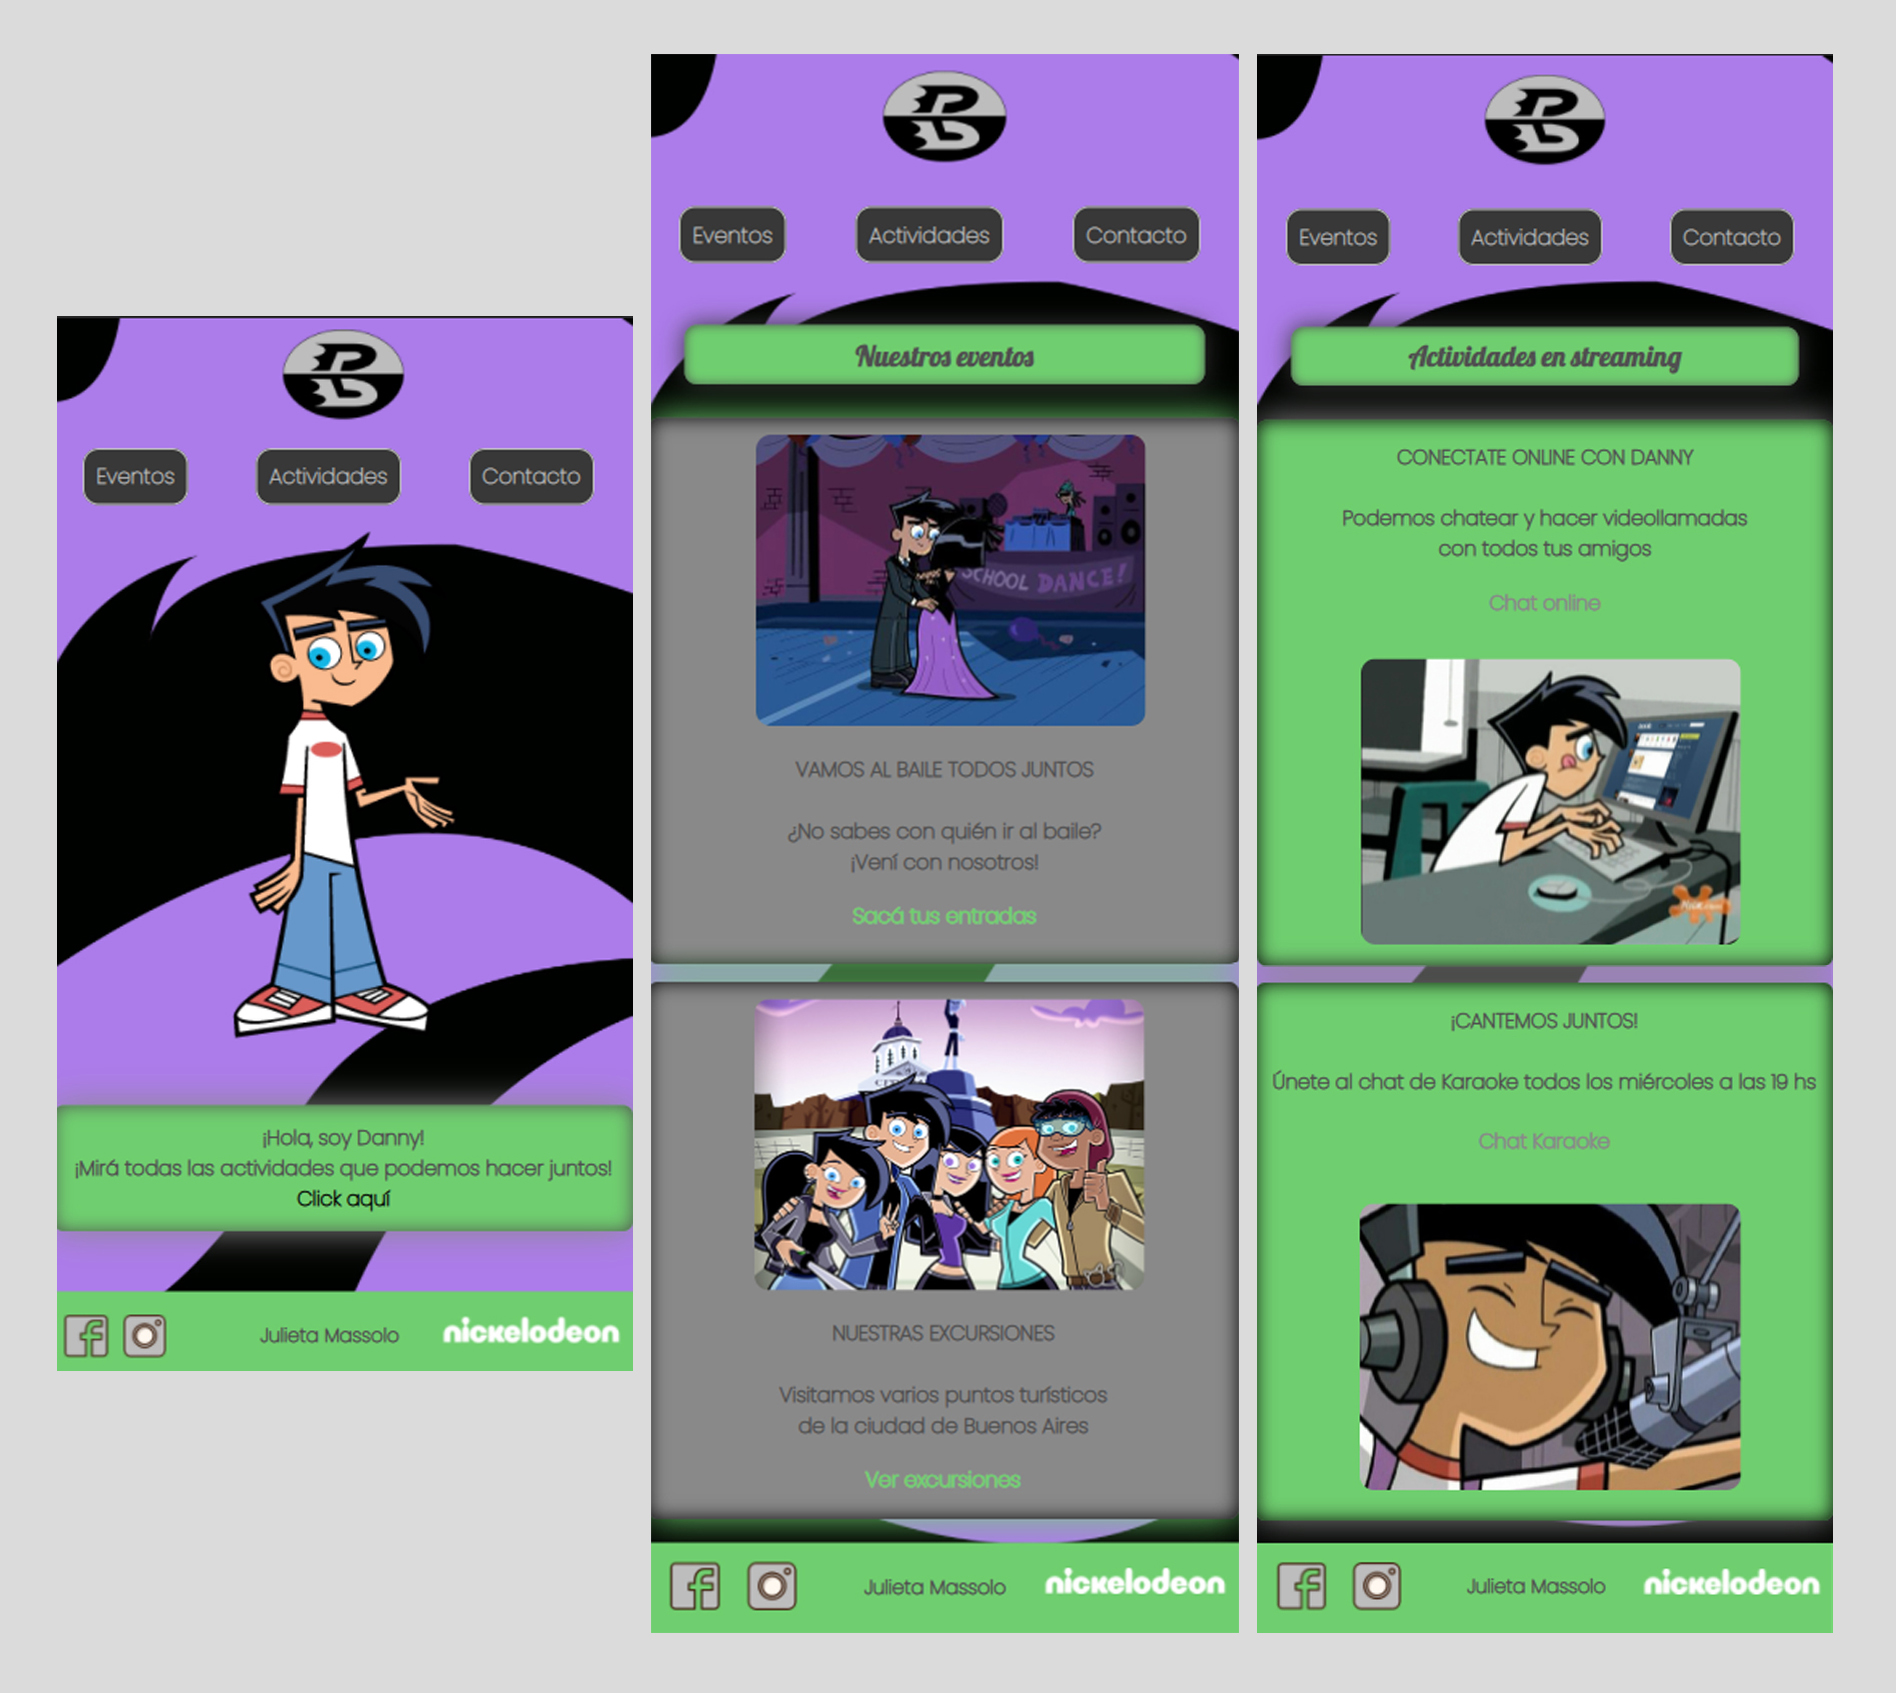 Eventos
Actividades
Contacto
¡Hola, soy Danny!
¡Mirá todas las actividades que podemos hacer juntos!
Click aquí
Julieta Massolo
nickelodeon
Eventos
Actividades
Contacto
Nuestros eventos
SCHOOL DANCE!
VAMOS AL BAILE TODOS JUNTOS
¿No sabes con quién ir al baile?
¡Vení con nosotros!
Sacá tus entradas
NUESTRAS EXCURSIONES
Visitamos varios puntos turísticos
de la ciudad de Buenos Aires
Ver excursiones
Julieta Massolo
nickelodeon
Eventos
Actividades
Contacto
Actividades en streaming
CONECTATE ONLINE CON DANNY
Podemos chatear y hacer videollamadas
con todos tus amigos
Chat online
¡CANTEMOS JUNTOS!
Únete al chat de Karaoke todos los miércoles a las 19 hs
Chat Karaoke
Julieta Massolo
nickelodeon